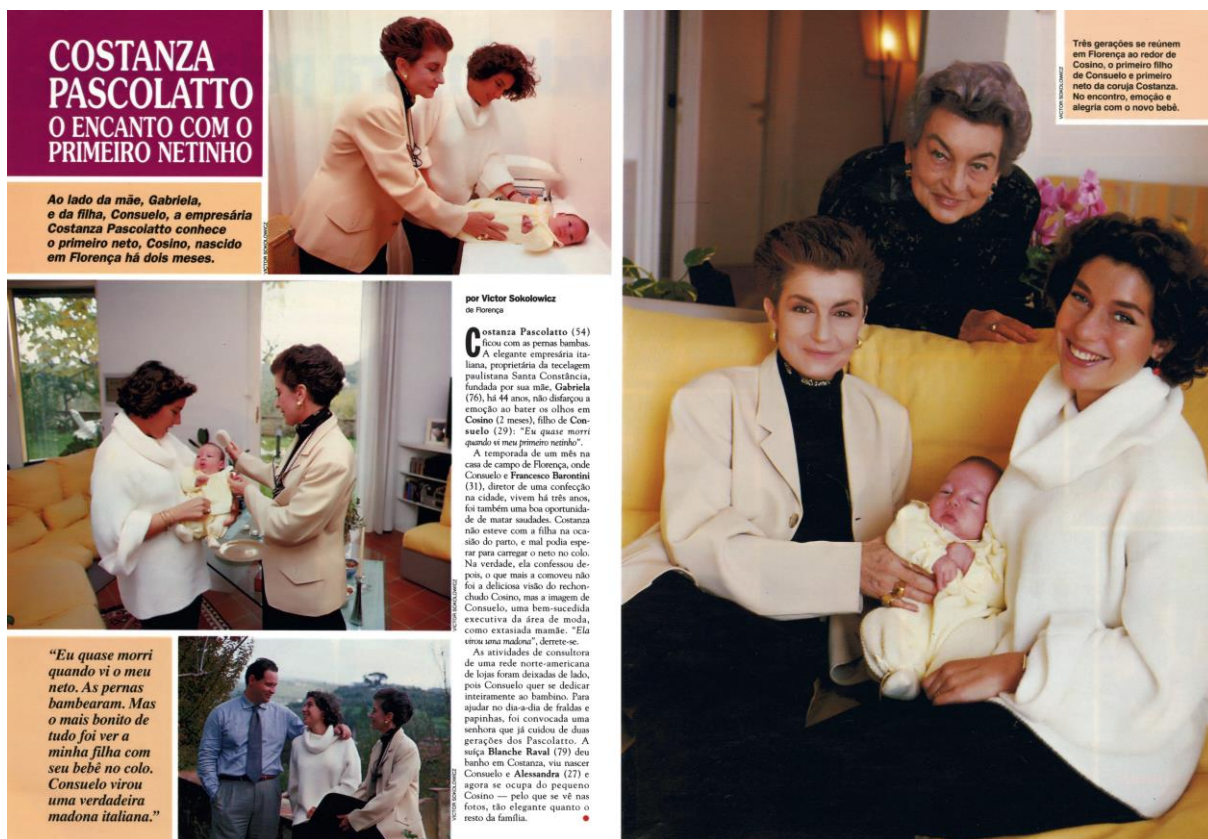 COSTANZA
PASCOLATTO
O ENCANTO COM O
PRIMEIRO NETINHO
Ao lado da mãe, Gabriela,
e da filha, Consuelo, a empresária
Costanza Pascolatto conhece
o primeiro neto, Cosino, nascido
em Florença há dois meses.
VICTOR SOKOLOWICZ
VICTOR SOKOLOWICZ
por Victor Sokolowicz
de Florença
Costanza Pascolatto (54)
ficou com as pernas bambas.
A elegante empresária ita-
liana, proprietária da tecelagem
paulistana Santa Constância,
fundada por sua mãe, Gabriela
(76), há 44 anos, não disfarçou a
emoção ao bater os olhos em
Cosino (2 meses), filho de Con-
suelo (29): "Eu quase morri
quando vi meu primeiro netinho".
A temporada de um mês na
casa de campo de Florença, onde
Consuelo e Francesco Barontini
(31), diretor de uma confecção
na cidade, vivem há três anos,
foi também uma boa oportunida-
de de matar saudades. Costanza
não esteve com a filha na oca-
sião do parto, e mal podia espe-
rar para carregar o neto no colo.
Na verdade, ela confessou de-
pois, o que mais a comoveu não
foi a deliciosa visão do rechon-
chudo Cosino, mas a imagem de
Consuelo, uma bem-sucedida
executiva da área de moda,
como extasiada mamãe. "Ela
virou uma madona", derrete-se.
As atividades de consultora
de uma rede norte-americana
de lojas foram deixadas de lado,
pois Consuelo quer se dedicar
inteiramente ao bambino. Para
ajudar no dia-a-dia de fraldas e
papinhas, foi convocada uma
senhora que já cuidou de duas
gerações dos Pascolatto. A
suíça Blanche Raval (79) deu
banho em Costanza, viu nascer
Consuelo e Alessandra (27) e
agora se ocupa do pequeno
Cosino — pelo que se vê nas
fotos, tão elegante quanto o
resto da família.
"Eu quase morri
quando vi o meu
neto. As pernas
bambearam. Mas
o mais bonito de
tudo foi ver a
minha filha com
seu bebê no colo.
Consuelo virou
uma verdadeira
madona italiana."
VICTOR SOKOLOWICZ
Três gerações se reúnem
em Florença ao redor de
Cosino, o primeiro filho
de Consuelo e primeiro
neto da coruja Costanza.
No encontro, emoção e
alegria com o novo bebê.
VICTOR SOKOLOWICZ